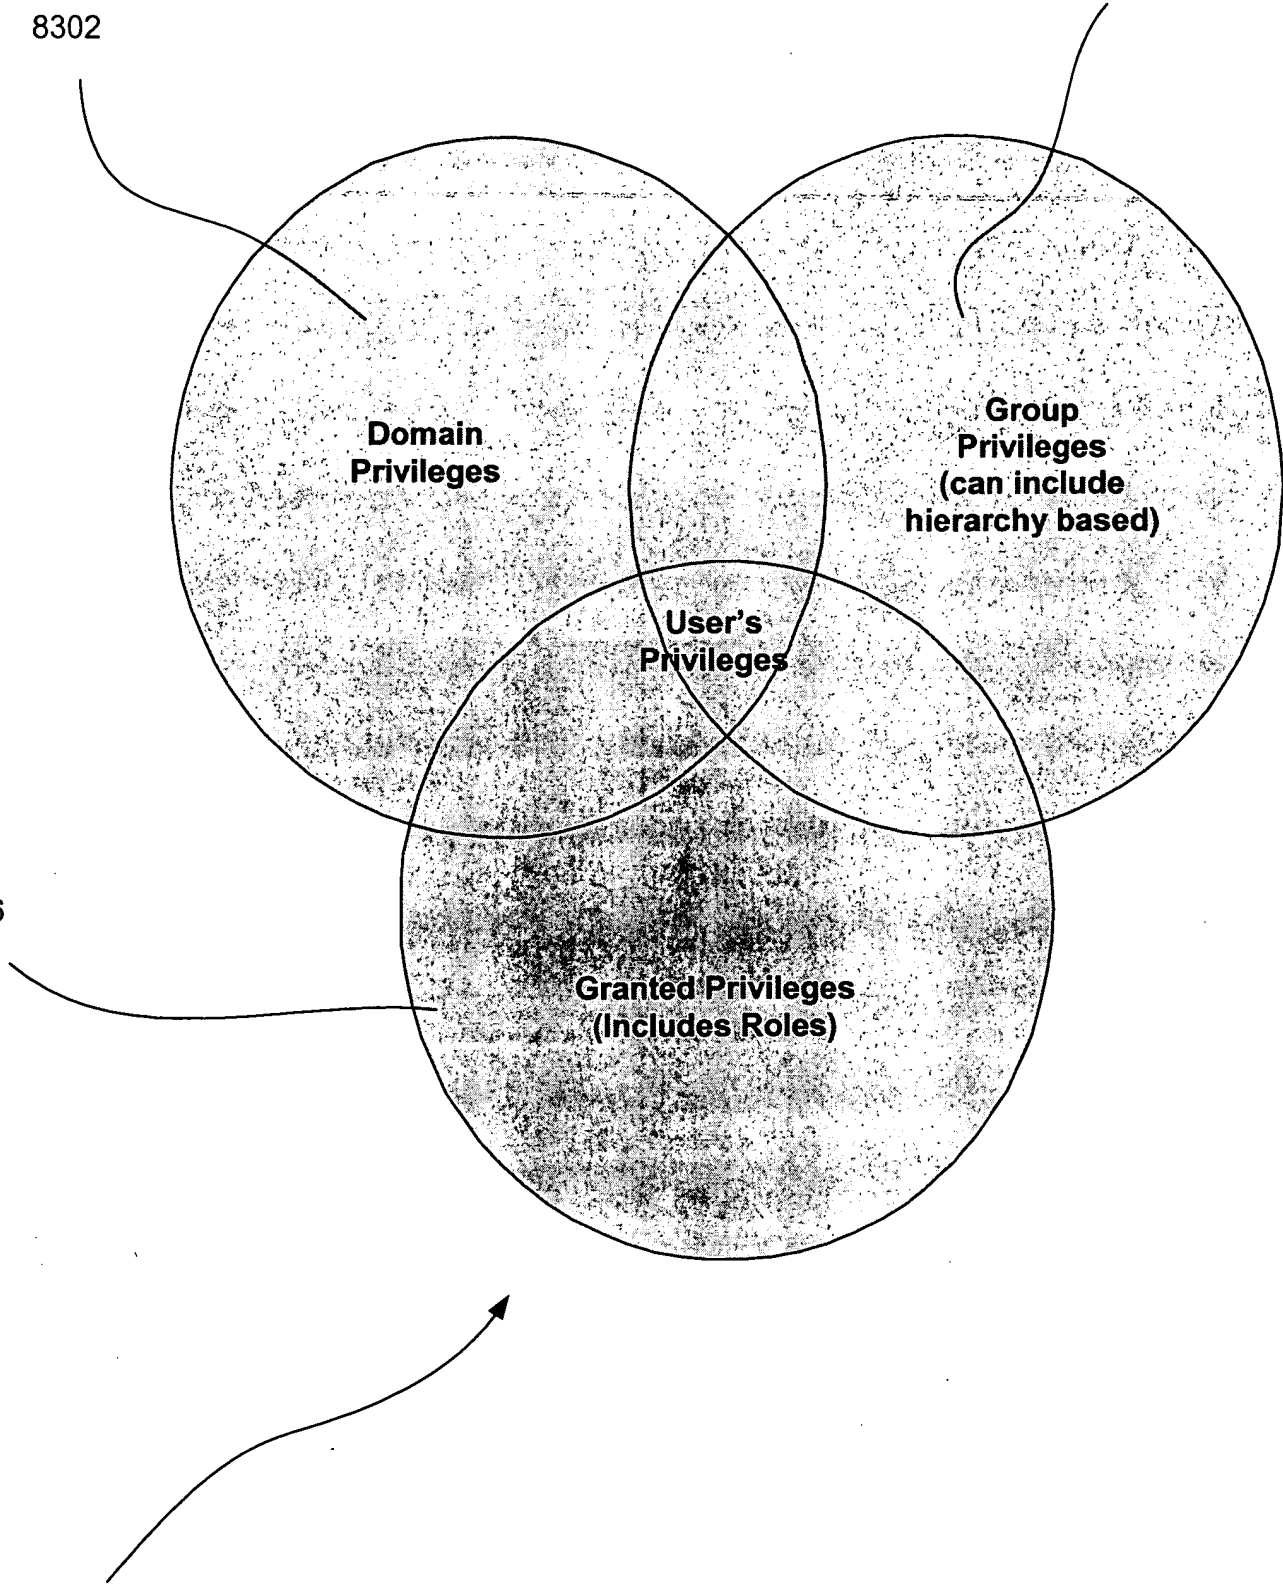 8302
Domain
Privileges
Group
Privileges
(can include
hierarchy based)
User's
Privileges
Granted Privileges
(Includes Roles)